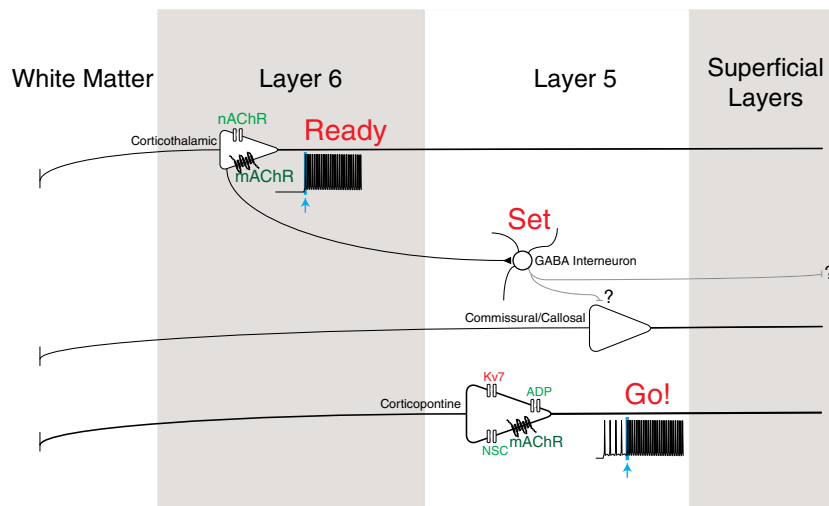 White Matter
Layer 6
Layer 5
Superficial
Layers
nAChR
Ready
Corticothalamic
mAChR
Set
GABA Interneuron
?
?
Commissural/Callosal
Kv7
ADP
Go!
Corticopontine
mAChR
NSC